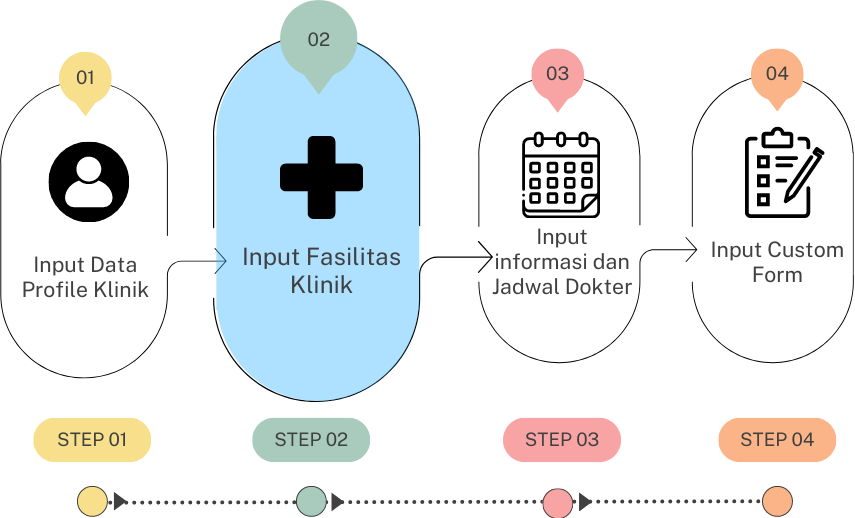 01
02
03
04
Input Data
Profile Klinik
Input Fasilitas
Klinik
Input
informasi dan
Jadwal Dokter
Input Custom
Form
STEP 01
STEP 02
STEP 03
STEP 04